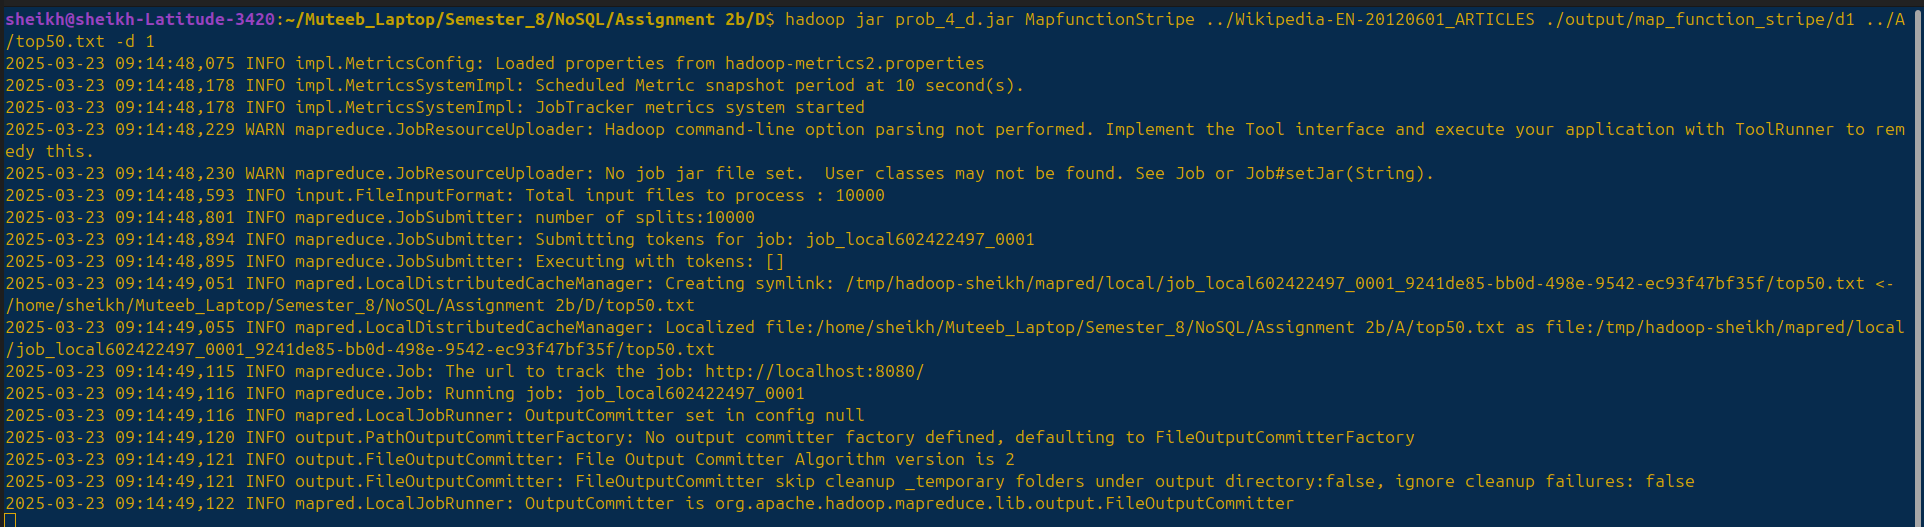 sheikh@sheikh-Latitude-3420:~/Muteeb_Laptop/Semester_8/NoSQL/Assignment 2b/D$ hadoop jar prob_4_d.jar MapfunctionStripe ../Wikipedia-EN-20120601_ARTICLES ./output/map_function_stripe/d1 ../A
/top50.txt -d 1
2025-03-23 09:14:48,075 INFO impl.MetricsConfig: Loaded properties from hadoop-metrics2.properties
2025-03-23 09:14:48,178 INFO impl.MetricsSystemImpl: Scheduled Metric snapshot period at 10 second(s).
2025-03-23 09:14:48,178 INFO impl.MetricsSystemImpl: JobTracker metrics system started
2025-03-23 09:14:48,229 WARN mapreduce.JobResourceUploader: Hadoop command-line option parsing not performed. Implement the Tool interface and execute your application with ToolRunner to rem
edy this.
2025-03-23 09:14:48,230 WARN mapreduce.JobResourceUploader: No job jar file set.  User classes may not be found. See Job or Job#setJar(String).
2025-03-23 09:14:48,593 INFO input.FileInputFormat: Total input files to process : 10000
2025-03-23 09:14:48,801 INFO mapreduce.JobSubmitter: number of splits:10000
2025-03-23 09:14:48,894 INFO mapreduce.JobSubmitter: Submitting tokens for job: job_local602422497_0001
2025-03-23 09:14:48,895 INFO mapreduce.JobSubmitter: Executing with tokens: []
2025-03-23 09:14:49,051 INFO mapred.LocalDistributedCacheManager: Creating symlink: /tmp/hadoop-sheikh/mapred/local/job_local602422497_0001_9241de85-bb0d-498e-9542-ec93f47bf35f/top50.txt <-
/home/sheikh/Muteeb_Laptop/Semester_8/NoSQL/Assignment 2b/D/top50.txt
2025-03-23 09:14:49,055 INFO mapred.LocalDistributedCacheManager: Localized file:/home/sheikh/Muteeb_Laptop/Semester_8/NoSQL/Assignment 2b/A/top50.txt as file:/tmp/hadoop-sheikh/mapred/local
/job_local602422497_0001_9241de85-bb0d-498e-9542-ec93f47bf35f/top50.txt
2025-03-23 09:14:49,115 INFO mapreduce.Job: The url to track the job: http://localhost:8080/
2025-03-23 09:14:49,116 INFO mapreduce.Job: Running job: job_local602422497_0001
2025-03-23 09:14:49,116 INFO mapred.LocalJobRunner: OutputCommitter set in config null
2025-03-23 09:14:49,120 INFO output.PathOutputCommitterFactory: No output committer factory defined, defaulting to FileOutputCommitterFactory
2025-03-23 09:14:49,121 INFO output.FileOutputCommitter: File Output Committer Algorithm version is 2
2025-03-23 09:14:49,121 INFO output.FileOutputCommitter: FileOutputCommitter skip cleanup _temporary folders under output directory:false, ignore cleanup failures: false
2025-03-23 09:14:49,122 INFO mapred.LocalJobRunner: OutputCommitter is org.apache.hadoop.mapreduce.lib.output.FileOutputCommitter